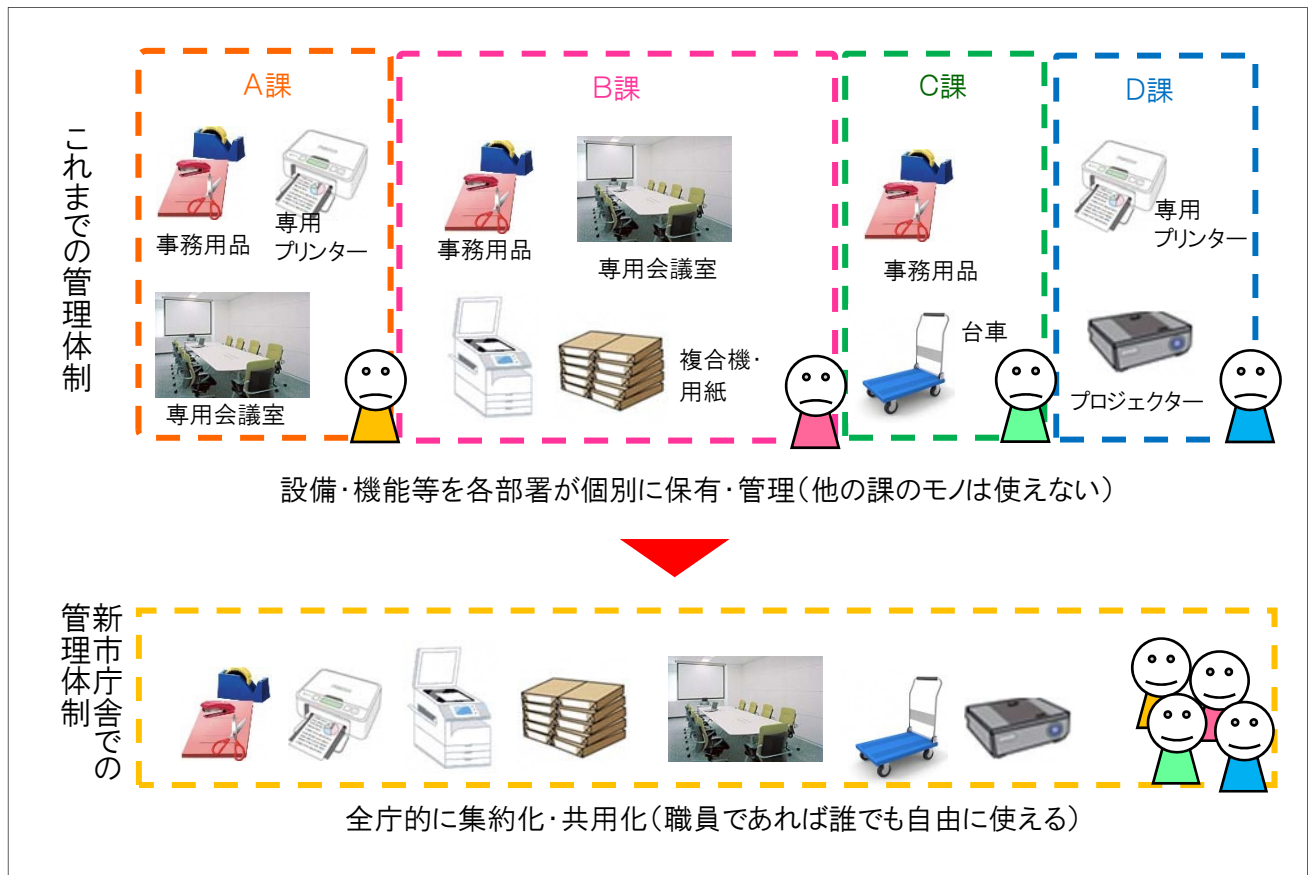 これまでの管理体制
A課
事務用品
専用
プリンター
専用会議室
B課
事務用品
専用会議室
複合機・
用紙
C課
事務用品
台車
D課
専用
プリンター
プロジェクター
設備・機能等を各部署が個別に保有・管理(他の課のモノは使えない)
新市庁舎での
管理体制
全庁的に集約化・共用化(職員であれば誰でも自由に使える)